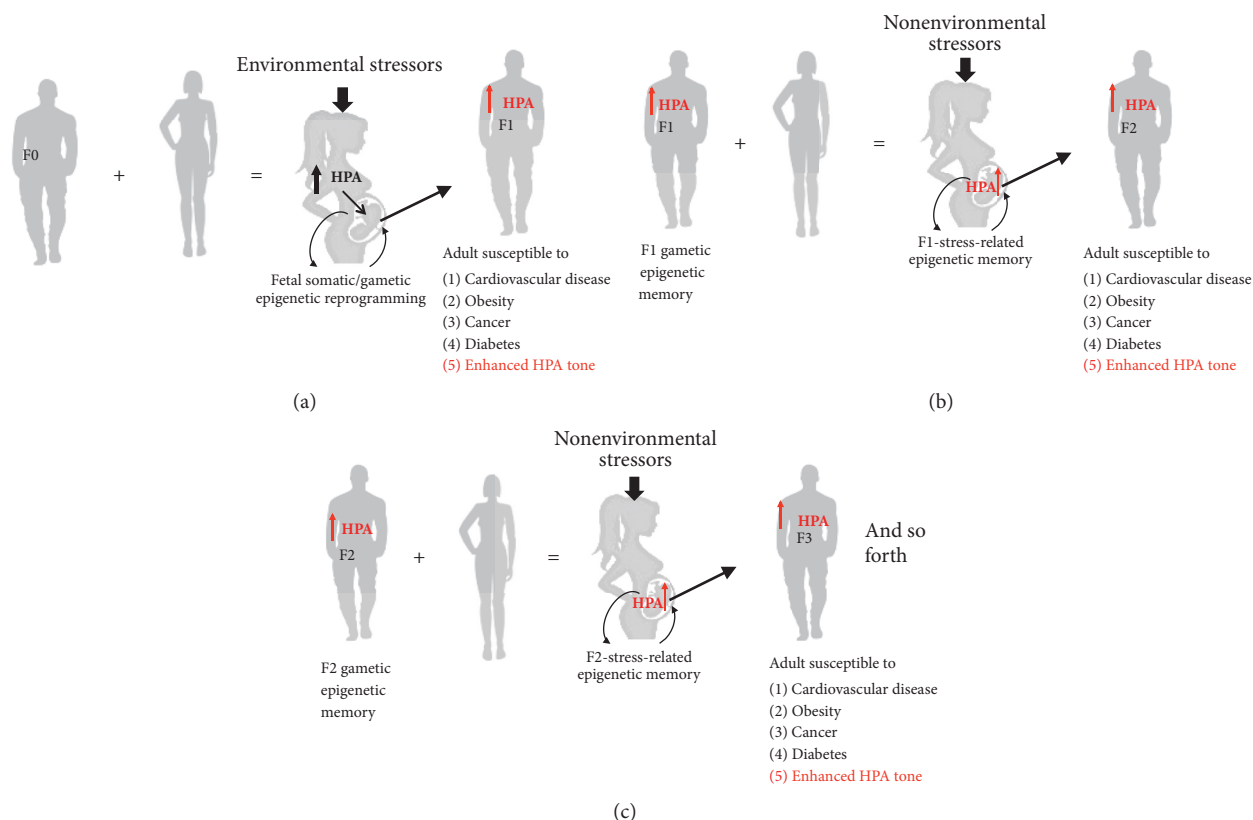 Environmental stressors
F0
+
=
HPA
Fetal somatic/gametic
epigenetic reprogramming
HPA
F1
Adult susceptible to
(1) Cardiovascular disease
(2) Obesity
(3) Cancer
(4) Diabetes
(5) Enhanced HPA tone
(a)
HPA
F1
F1 gametic
epigenetic
memory
+
=
Nonenvironmental
stressors
HPA
F1-stress-related
epigenetic memory
HPA
F2
Adult susceptible to
(1) Cardiovascular disease
(2) Obesity
(3) Cancer
(4) Diabetes
(5) Enhanced HPA tone
(b)
HPA
F2
F2 gametic
epigenetic
memory
+
=
Nonenvironmental
stressors
HPA
F2-stress-related
epigenetic memory
HPA
F3
And so
forth
Adult susceptible to
(1) Cardiovascular disease
(2) Obesity
(3) Cancer
(4) Diabetes
(5) Enhanced HPA tone
(c)